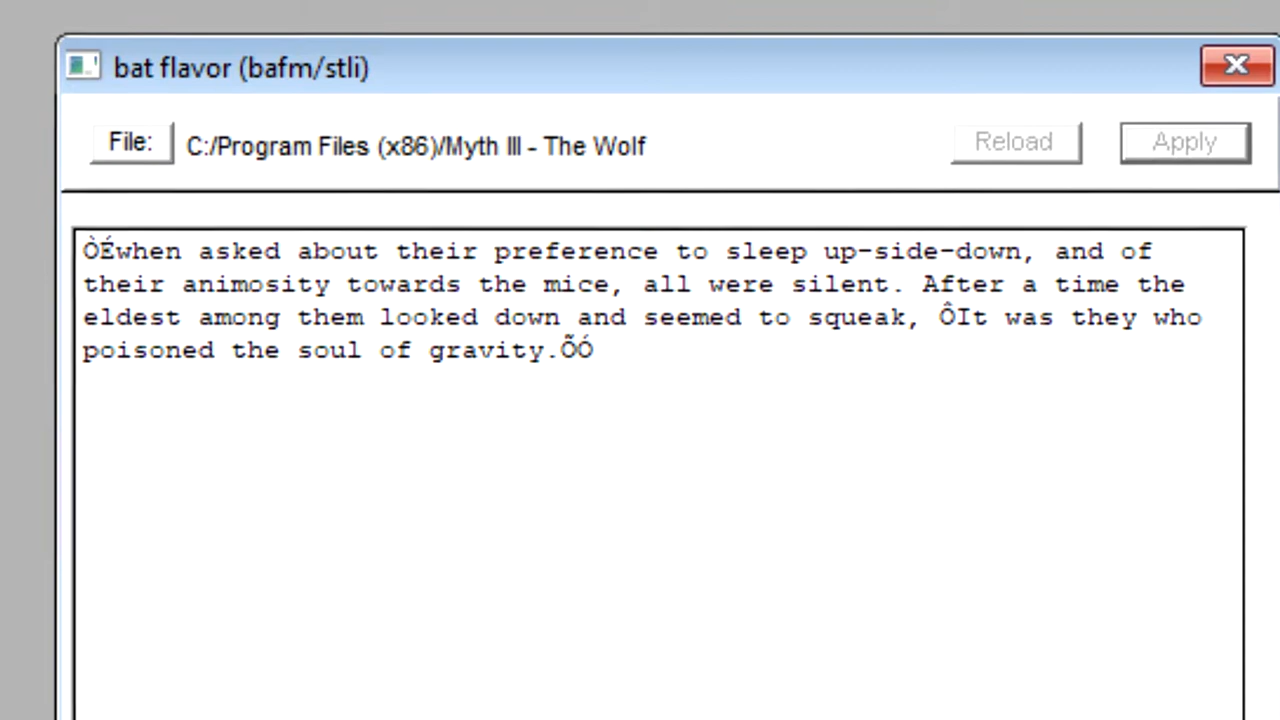 bat flavor (bafm/stli)
File: C:/Program Files (x86)/Myth III - The Wolf Reload Apply
ÒÉwhen asked about their preference to sleep up-side-down, and of
their animosity towards the mice, all were silent. After a time the
eldest among them looked down and seemed to squeak, ÔIt was they who
poisoned the soul of gravity.ÕÓ